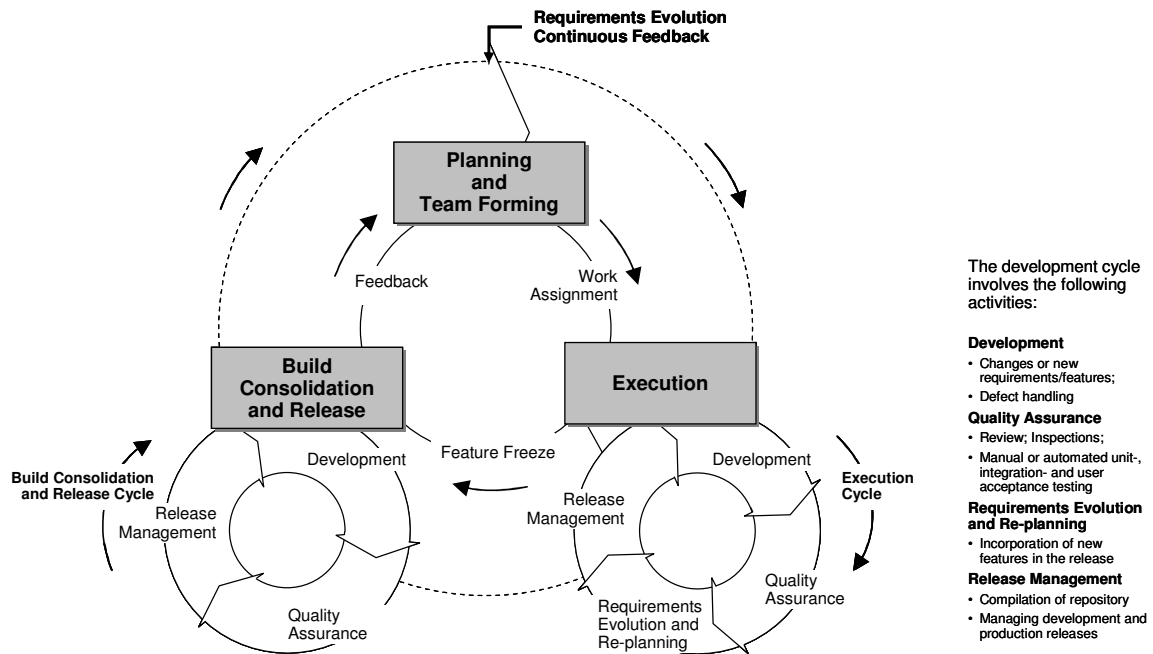 Requirements Evolution
Continuous Feedback
Planning
and
Team Forming
Feedback
Work
Assignment
Build
Consolidation
and Release
Execution
Feature Freeze
Build Consolidation
and Release Cycle
Development
Release
Management
Quality
Assurance
Release
Management
Development
Execution
Cycle
Quality
Assurance
Requirements
Evolution and
Re-planning
The development cycle
involves the following
activities:
Development
• Changes or new
requirements/features;
• Defect handling
Quality Assurance
• Review; Inspections;
• Manual or automated unit-,
integration- and user
acceptance testing
Requirements Evolution
and Re-planning
• Incorporation of new
features in the release
Release Management
• Compilation of repository
• Managing development and
production releases